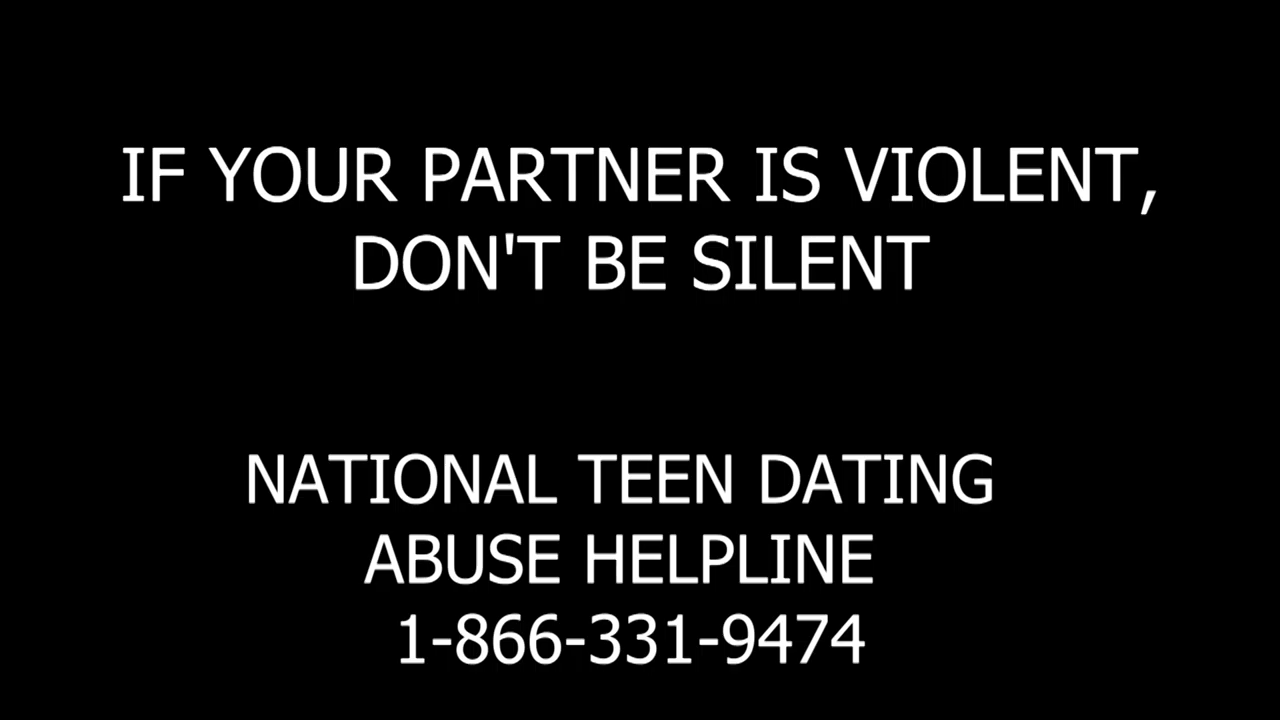 IF YOUR PARTNER IS VIOLENT,
DON'T BE SILENT
NATIONAL TEEN DATING
ABUSE HELPLINE
1-866-331-9474